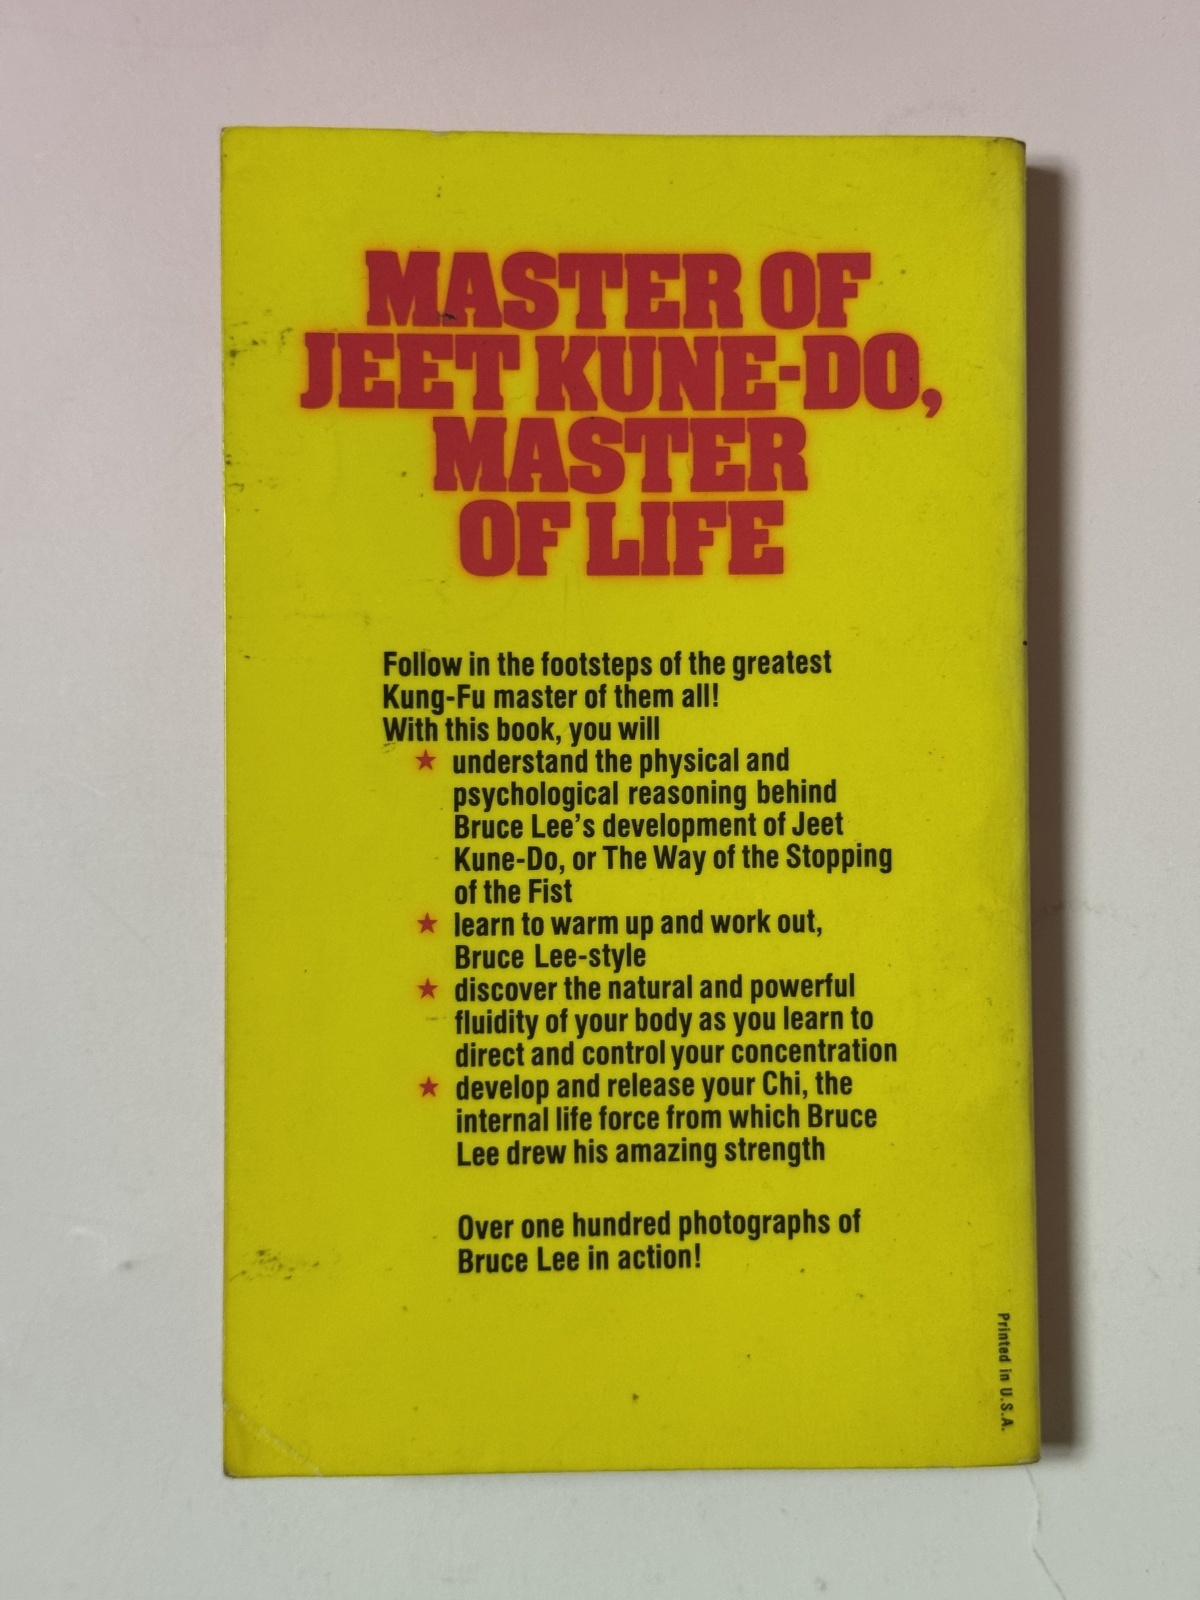 MASTER OF
JEET KUNE-DO,
MASTER
OF LIFE
Follow in the footsteps of the greatest
Kung-Fu master of them all!
With this book, you will
★ understand the physical and
psychological reasoning behind
Bruce Lee's development of Jeet
Kune-Do, or The Way of the Stopping
of the Fist
★ learn to warm up and work out,
Bruce Lee-style
★ discover the natural and powerful
fluidity of your body as you learn to
direct and control your concentration
★ develop and release your Chi, the
internal life force from which Bruce
Lee drew his amazing strength
Over one hundred photographs of
Bruce Lee in action!
Printed in U.S.A.